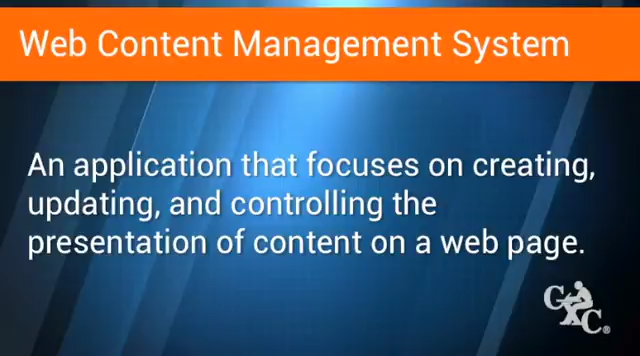 Web Content Management System
An application that focuses on creating,
updating, and controlling the
presentation of content on a web page.
CXC®